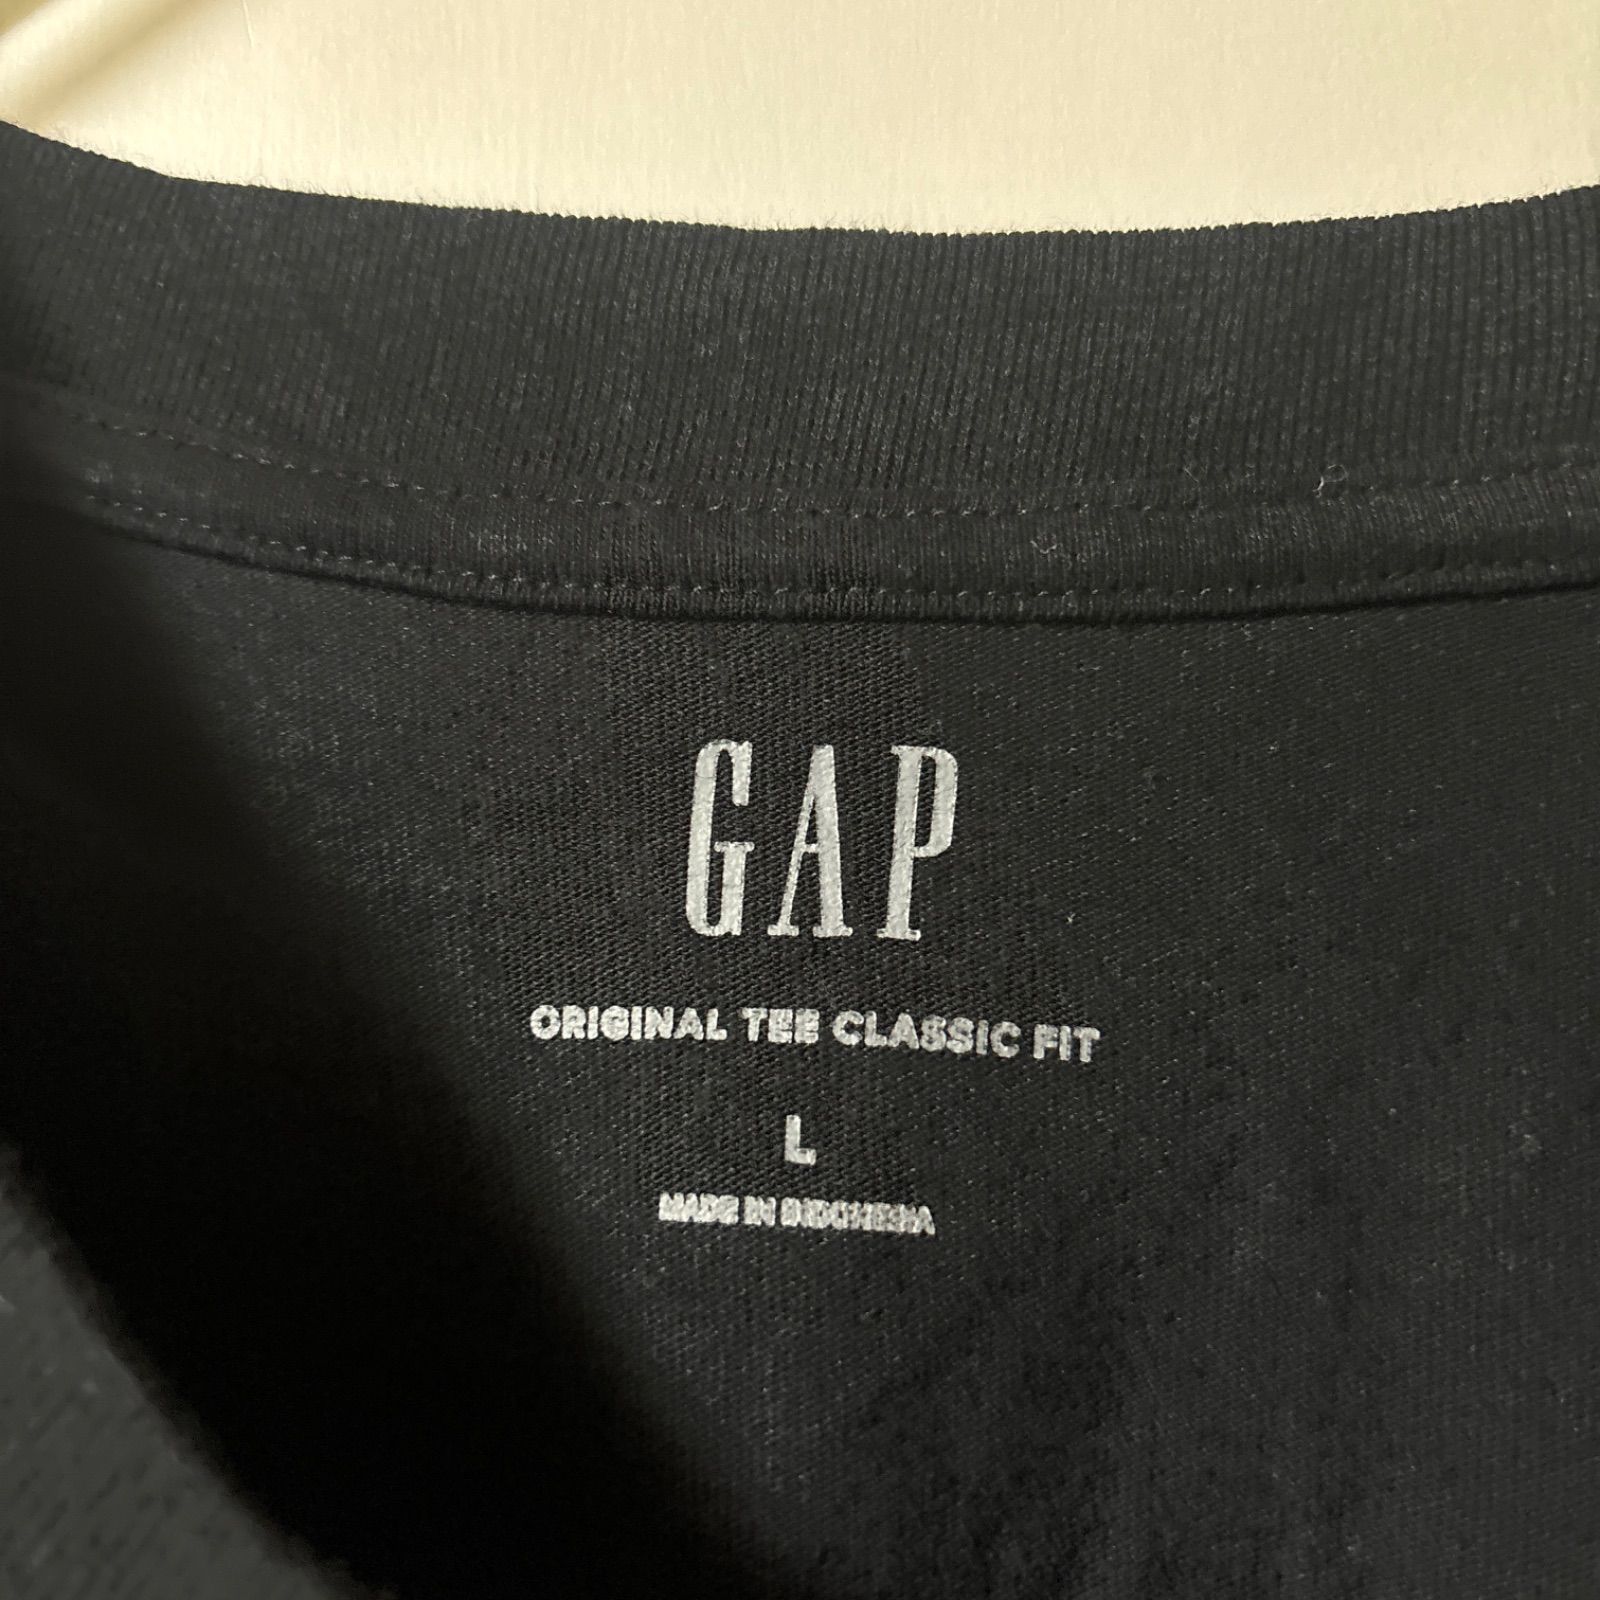 GAP
ORIGINAL TEE CLASSIC FIT
L
MADE IN INDONESIA